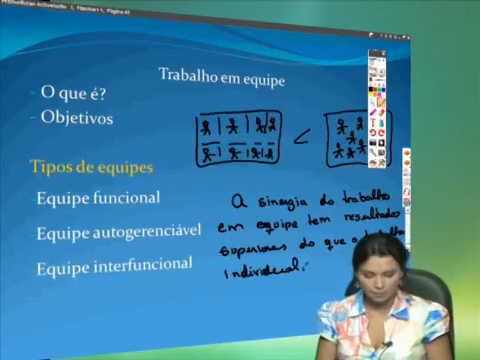 Trabalho em equipe
- O que é?
- Objetivos
Tipos de equipes
-Equipe funcional
-Equipe autogerenciável
-Equipe interfuncional
<
A sinergia do trabalho
em equipe tem resultados
superiores do que o trabalho
individual,